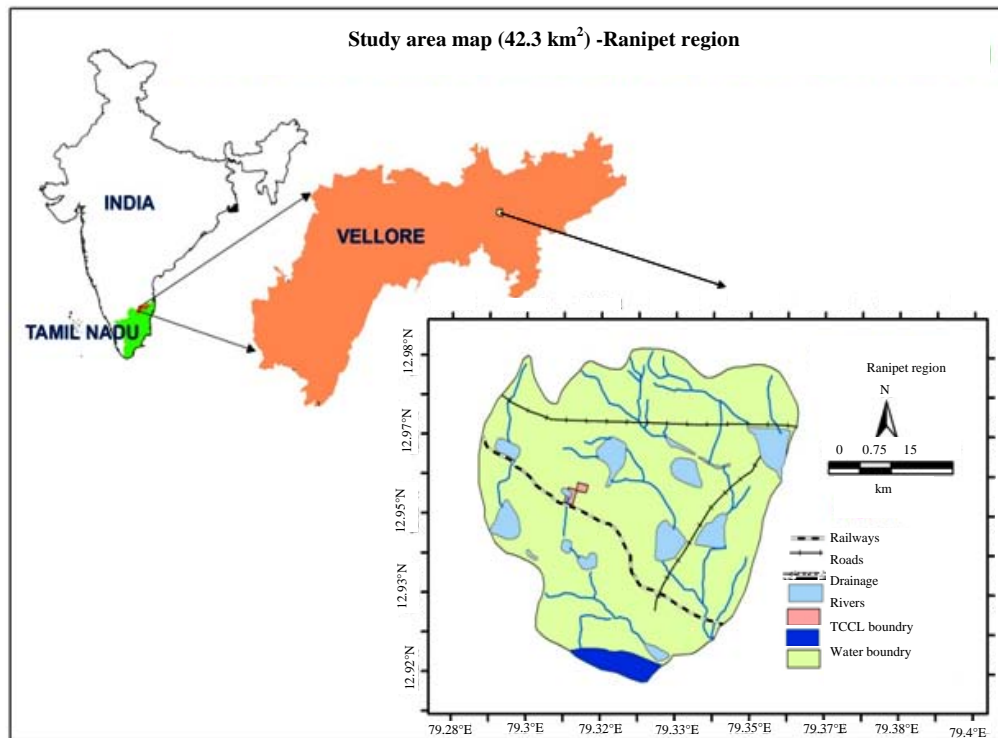 Study area map (42.3 km²) -Ranipet region
INDIA
VELLORE
TAMIL NADU
Ranipet region
N
0 0.75 15
km
Railways
Roads
Drainage
Rivers
TCCL boundry
Water boundry
12.98°N
12.97°N
12.95°N
12.93°N
12.92°N
79.28°E 79.3°E 79.32°E 79.33°E 79.35°E 79.37°E 79.38°E 79.4°E